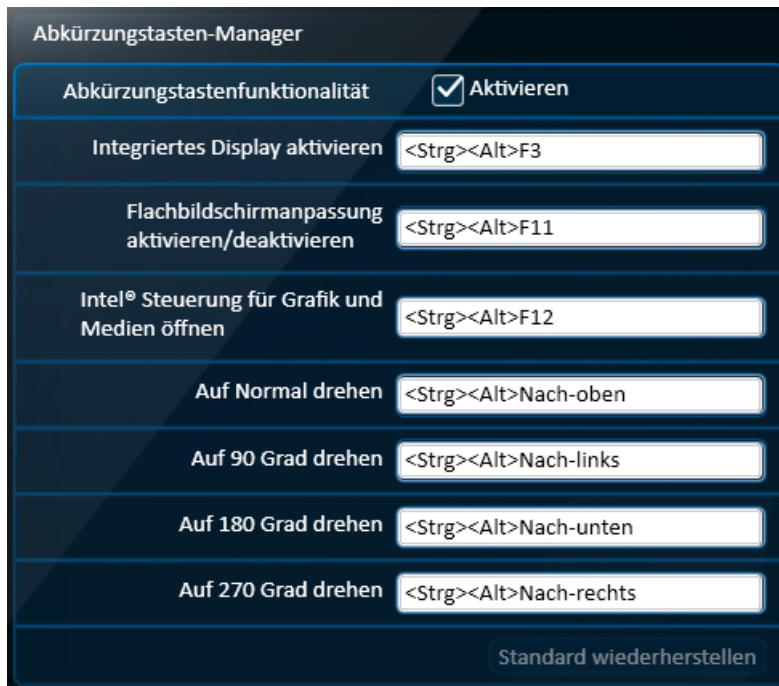 Abkürzungstasten-Manager
Abkürzungstastenfunktionalität
Aktivieren
Integriertes Display aktivieren
<Strg><Alt>F3
Flachbildschirmanpassung
aktivieren/deaktivieren
<Strg><Alt>F11
Intel® Steuerung für Grafik und
Medien öffnen
<Strg><Alt>F12
Auf Normal drehen
<Strg><Alt>Nach-oben
Auf 90 Grad drehen
<Strg><Alt>Nach-links
Auf 180 Grad drehen
<Strg><Alt>Nach-unten
Auf 270 Grad drehen
<Strg><Alt>Nach-rechts
Standard wiederherstellen